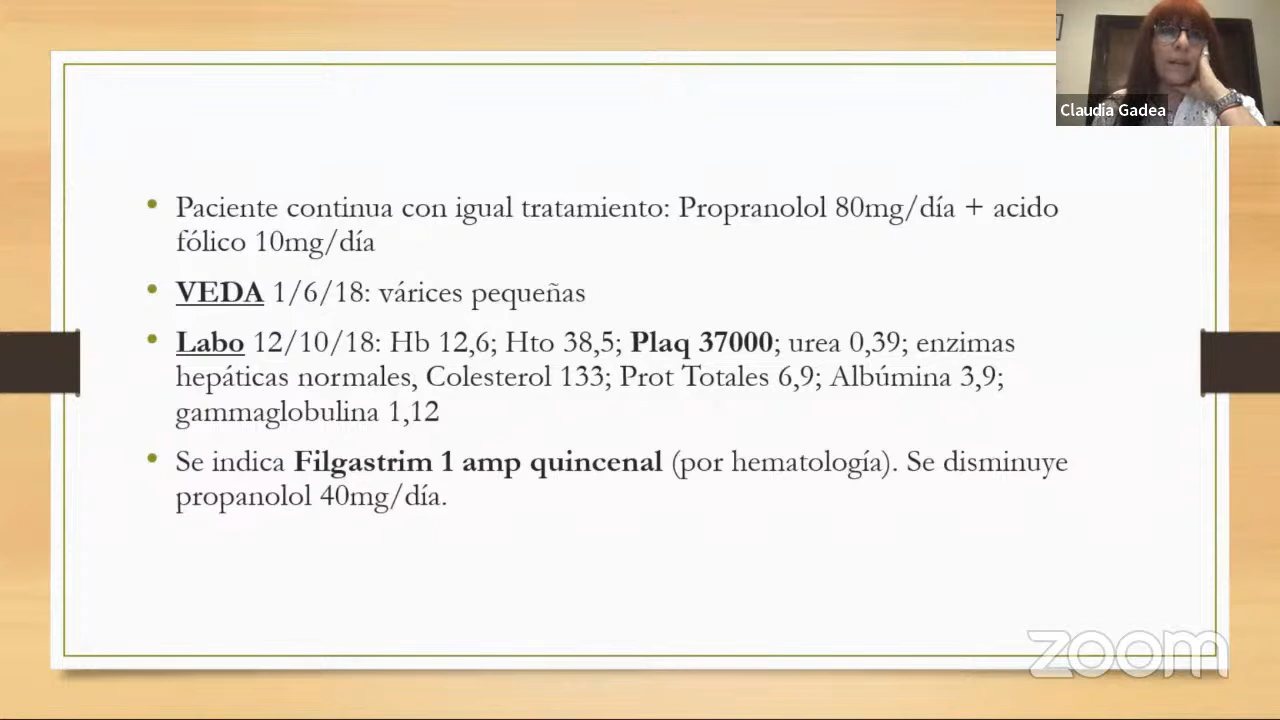 Claudia Gadea
• Paciente continua con igual tratamiento: Propranolol 80mg/día + acido
fólico 10mg/día
• VEDA 1/6/18: várices pequeñas
• Labo 12/10/18: Hb 12,6; Hto 38,5; Plaq 37000; urea 0,39; enzimas
hepáticas normales, Colesterol 133; Prot Totales 6,9; Albúmina 3,9;
gammaglobulina 1,12
• Se indica Filgastrim 1 amp quincenal (por hematología). Se disminuye
propanolol 40mg/día.
zoom